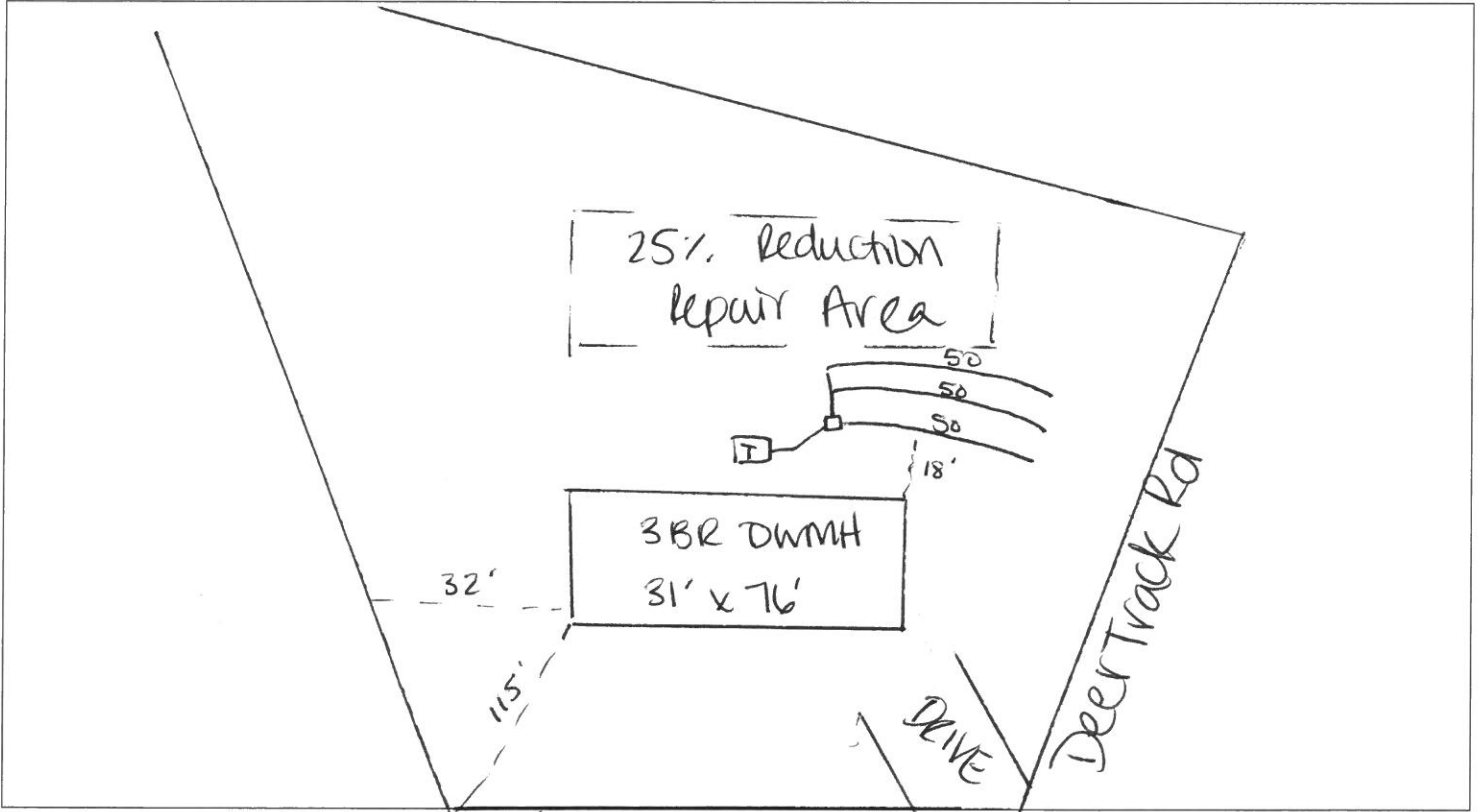 25%. Reduction
Repair Area
50
50
50
T
18'
3BR DWMH
31' x 76'
32'
115'
DRIVE
Deer Track Rd